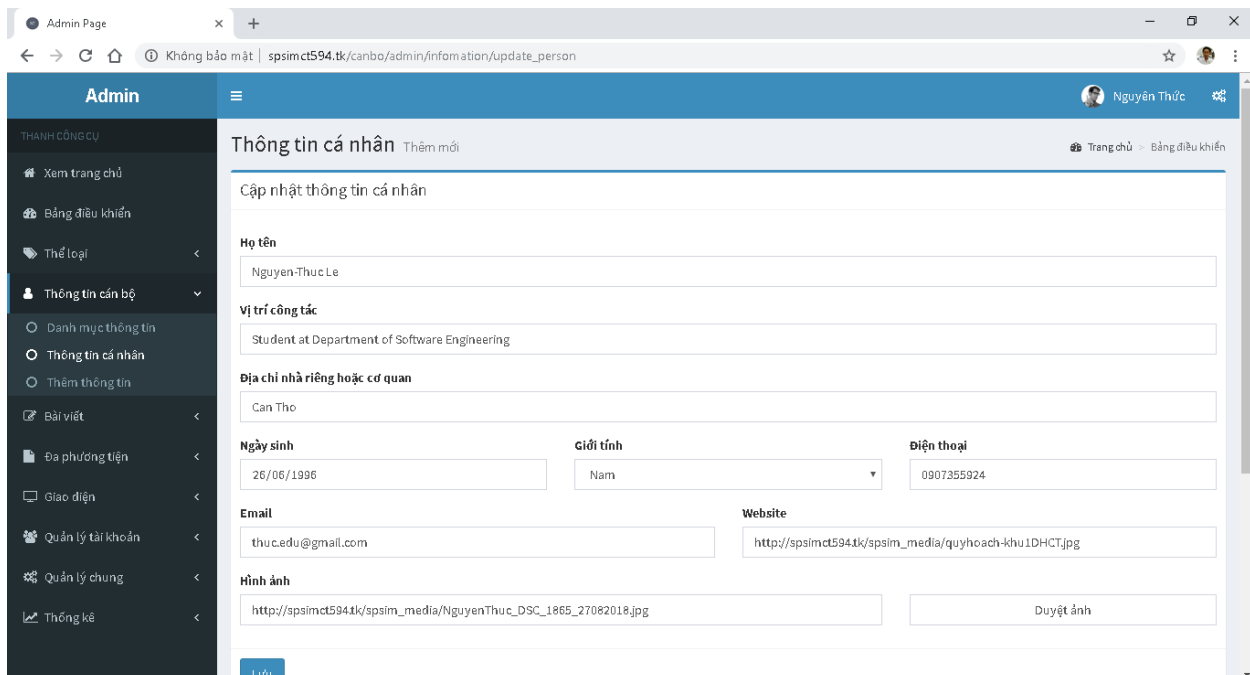 Admin Page
Không bảo mật | spsimct594.tk/canbo/admin/infomation/update_person
Admin
Nguyên Thức
THANH CÔNG CỤ
Thông tin cá nhân Thêm mới
Trang chủ > Bảng điều khiển
Xem trang chủ
Cập nhật thông tin cá nhân
Bảng điều khiển
Họ tên
Thể loại
Nguyen-Thuc Le
Thông tin cán bộ
Vị trí công tác
Danh mục thông tin
Student at Department of Software Engineering
Thông tin cá nhân
Địa chỉ nhà riêng hoặc cơ quan
Thêm thông tin
Can Tho
Bài viết
Ngày sinh Giới tính Điện thoại
Đa phương tiện
26/06/1996 Nam 0907355924
Giao diện
Email Website
Quản lý tài khoản
thuc.edu@gmail.com http://spsimct594.tk/spsim_media/quyhoach-khu1DHCT.jpg
Quản lý chung
Hình ảnh
http://spsimct594.tk/spsim_media/NguyenThuc_DSC_1865_27082018.jpg Duyệt ảnh
Thống kê
Lưu